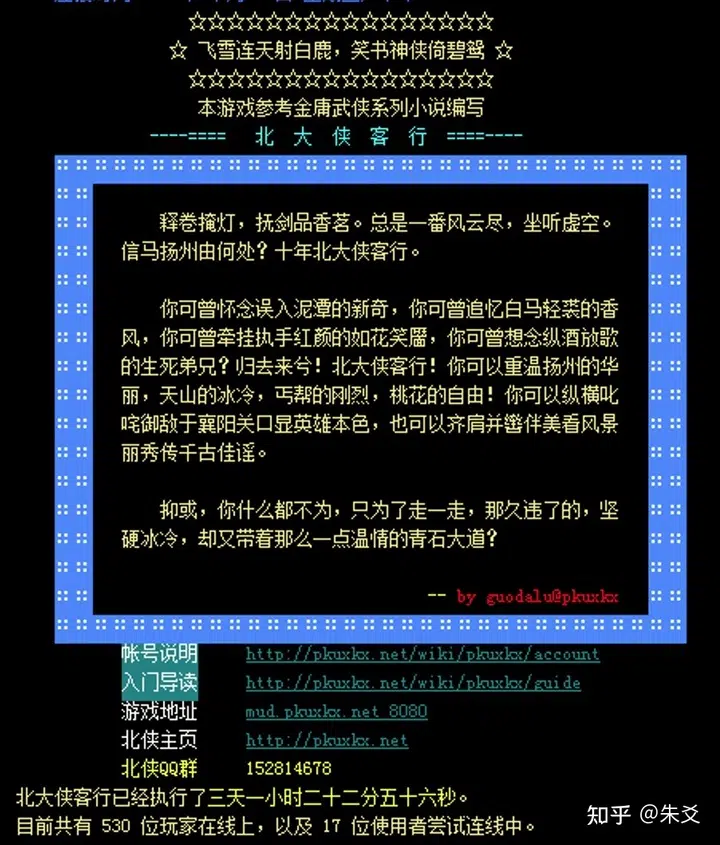 ☆☆☆☆☆☆☆☆☆☆☆☆☆☆☆☆
☆ 飞雪连天射白鹿，笑书神侠倚碧鸳 ☆
☆☆☆☆☆☆☆☆☆☆☆☆☆☆☆☆
本游戏参考金庸武侠系列小说编写
----==== 北 大 侠 客 行 ====----
释卷掩灯，抚剑品香茗。总是一番风云尽，坐听虚空。
信马扬州由何处？十年北大侠客行。
你可曾怀念误入泥潭的新奇，你可曾追忆白马轻裘的香
风，你可曾牵挂执手红颜的如花笑靥，你可曾想念纵酒放歌
的生死弟兄？归去来兮！北大侠客行！你可以重温扬州的华
丽，天山的冰冷，丐帮的刚烈，桃花的自由！你可以纵横叱
咤御敌于襄阳关口显英雄本色，也可以齐肩并辔伴美看风景
丽秀传千古佳谣。
抑或，你什么都不为，只为了走一走，那久违了的，坚
硬冰冷，却又带着那么一点温情的青石大道？
-- by guodalu@pkuxkx
帐号说明 http://pkuxkx.net/wiki/pkuxkx/account
入门导读 http://pkuxkx.net/wiki/pkuxkx/guide
游戏地址 mud.pkuxkx.net 8080
北侠主页 http://pkuxkx.net
北侠QQ群 152814678
北大侠客行已经执行了三天一小时二十二分五十六秒。
目前共有 530 位玩家在线上，以及 17 位使用者尝试连线中。
知乎 @朱爻